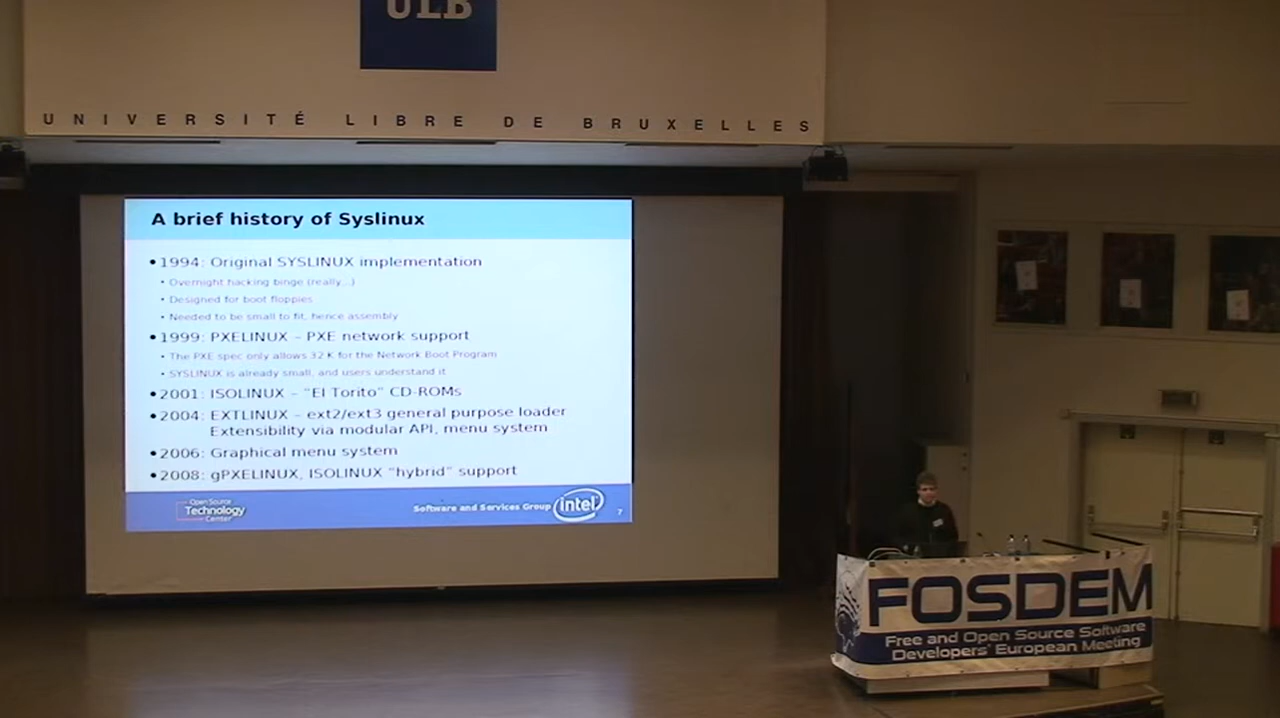 ULB
UNIVERSITÉ LIBRE DE BRUXELLES
A brief history of Syslinux
•1994: Original SYSLINUX implementation
• Overnight hacking binge (really...)
• Designed for boot floppies
• Needed to be small to fit, hence assembly
•1999: PXELINUX – PXE network support
• The PXE spec only allows 32 K for the Network Boot Program
• SYSLINUX is already small, and users understand it
•2001: ISOLINUX – "El Torito" CD-ROMs
•2004: EXTLINUX – ext2/ext3 general purpose loader
Extensibility via modular API, menu system
•2006: Graphical menu system
•2008: gPXELINUX, ISOLINUX "hybrid" support
Open Source
Technology
Center
Software and Services Group
intel
7
FOSDEM
Free and Open Source Software
Developers' European Meeting